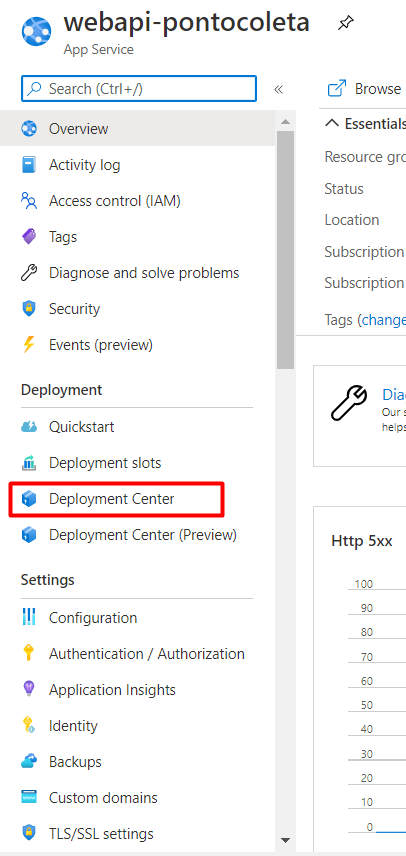 webapi-pontocoleta
App Service
Search (Ctrl+/)
«
Overview
Activity log
Access control (IAM)
Tags
Diagnose and solve problems
Security
Events (preview)
Deployment
Quickstart
Deployment slots
Deployment Center
Deployment Center (Preview)
Settings
Configuration
Authentication / Authorization
Application Insights
Identity
Backups
Custom domains
TLS/SSL settings
Browse
Essentials
Resource gro
Status
Location
Subscription
Subscription
Tags (change
Dia
Our s
helps
Http 5xx
100
90
80
70
60
50
40
30
20
10
0